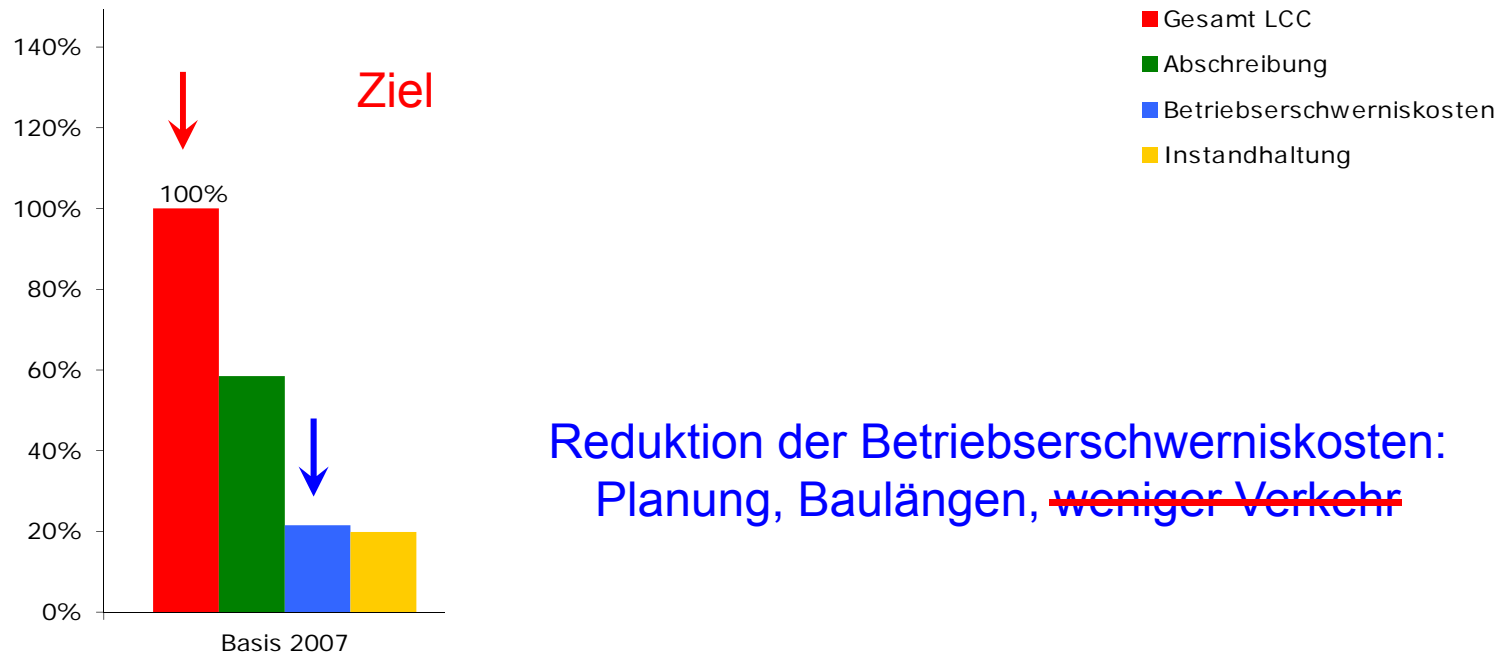 Gesamt LCC
Abschreibung
Betriebserschwerniskosten
Instandhaltung
Ziel
140%
120%
100%
80%
60%
40%
20%
0%
100%
Basis 2007
Reduktion der Betriebserschwerniskosten:
Planung, Baulängen, weniger Verkehr